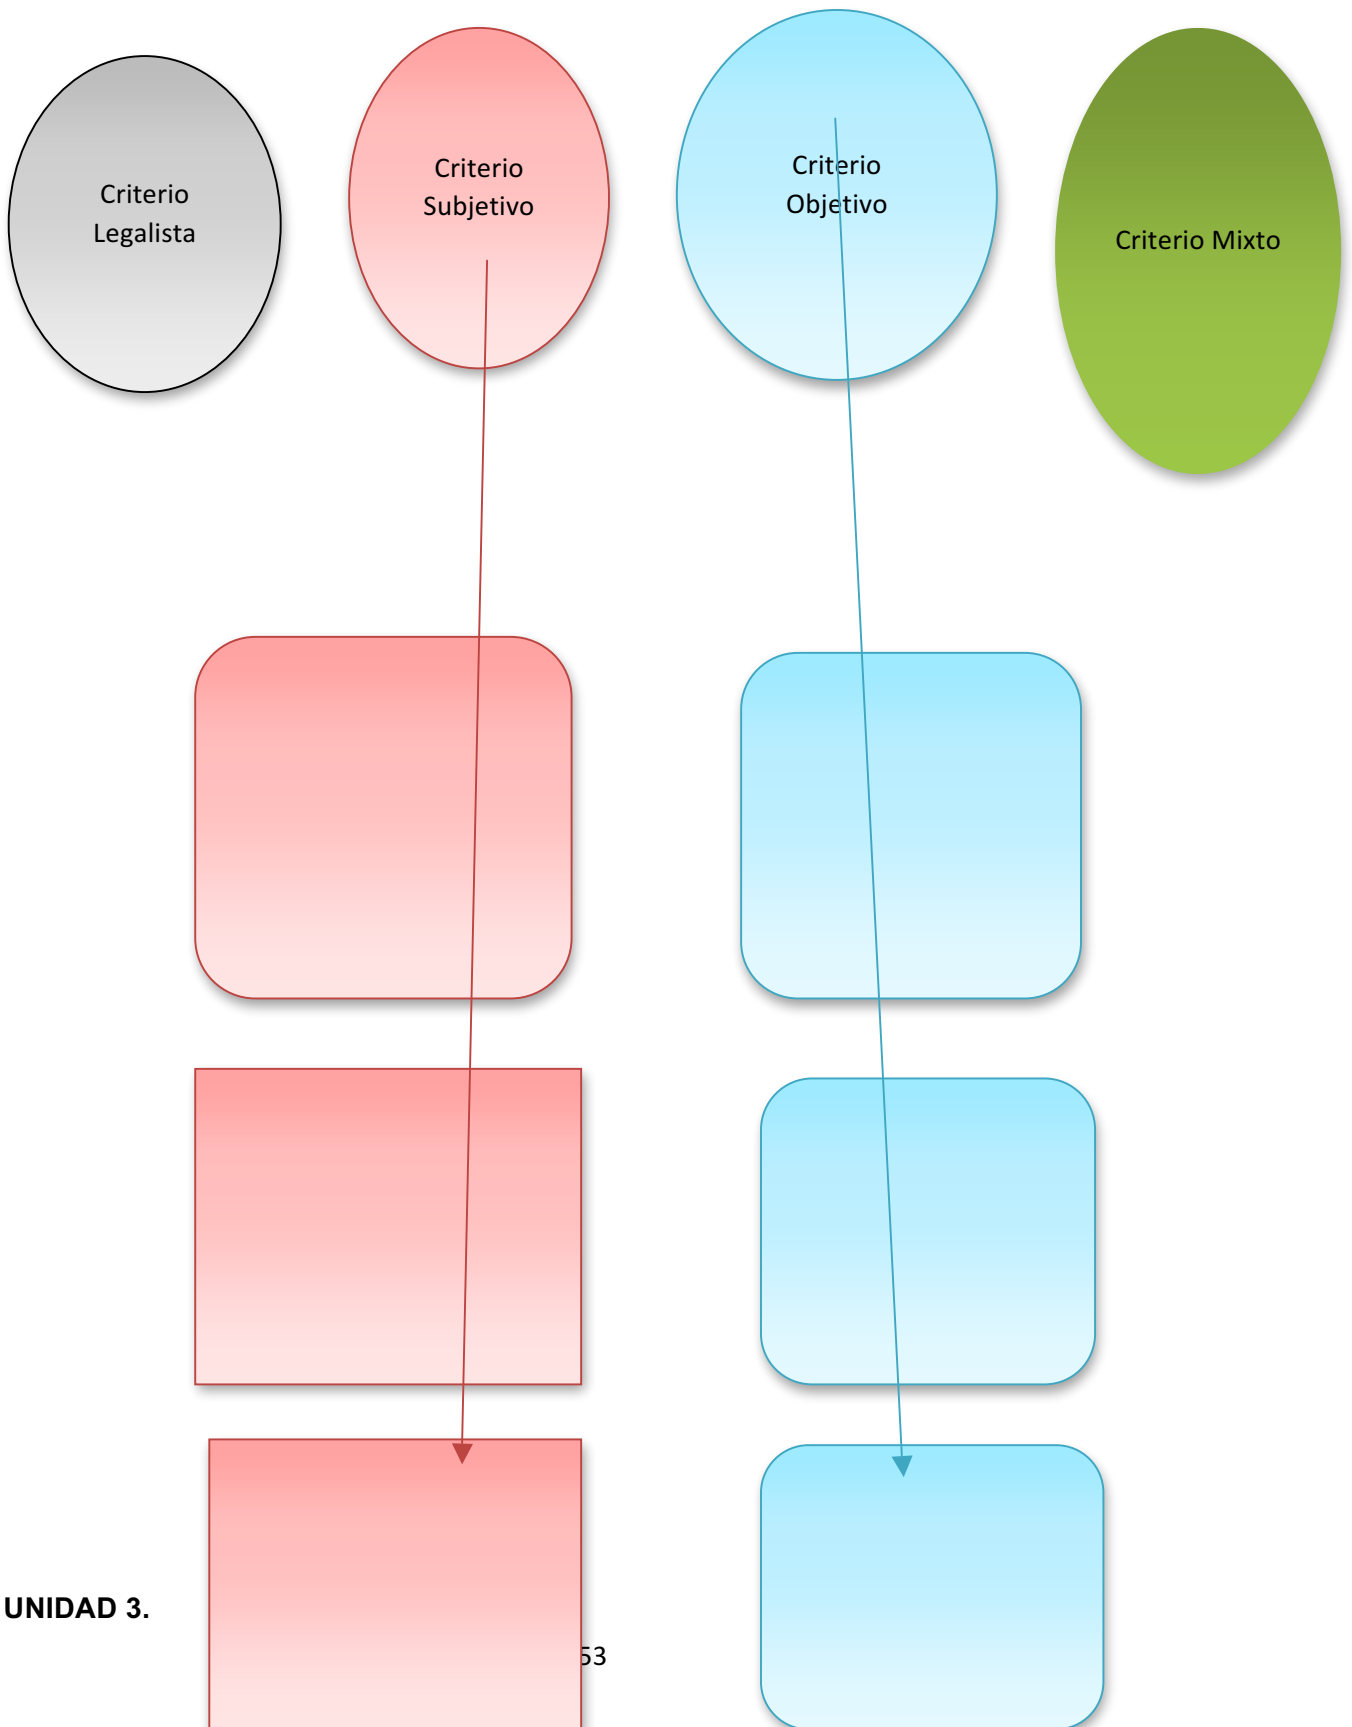 Criterio
Legalista
Criterio
Subjetivo
Criterio
Objetivo
Criterio Mixto
UNIDAD 3.
53